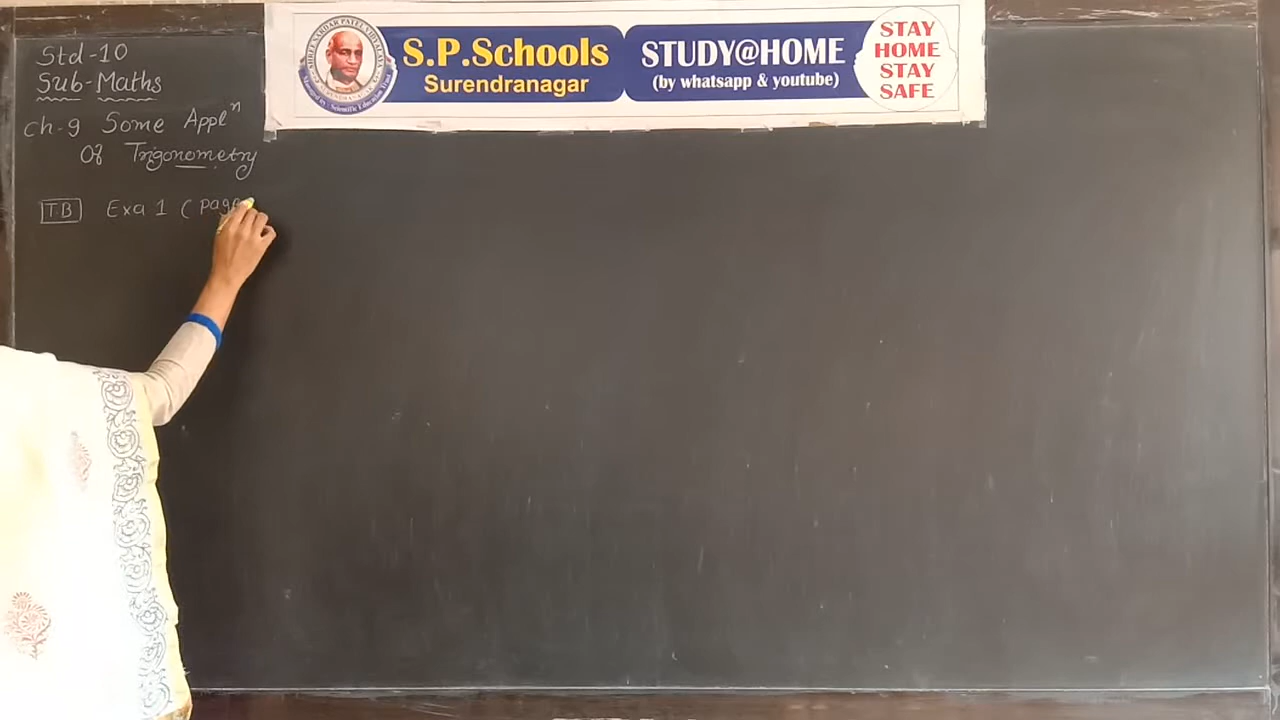 Std-10
Sub-Maths
Ch-9 Some Applⁿ
Of Trigonometry
TB Exa 1 (page
S.P.Schools
Surendranagar
STUDY@HOME
(by whatsapp & youtube)
STAY
HOME
STAY
SAFE